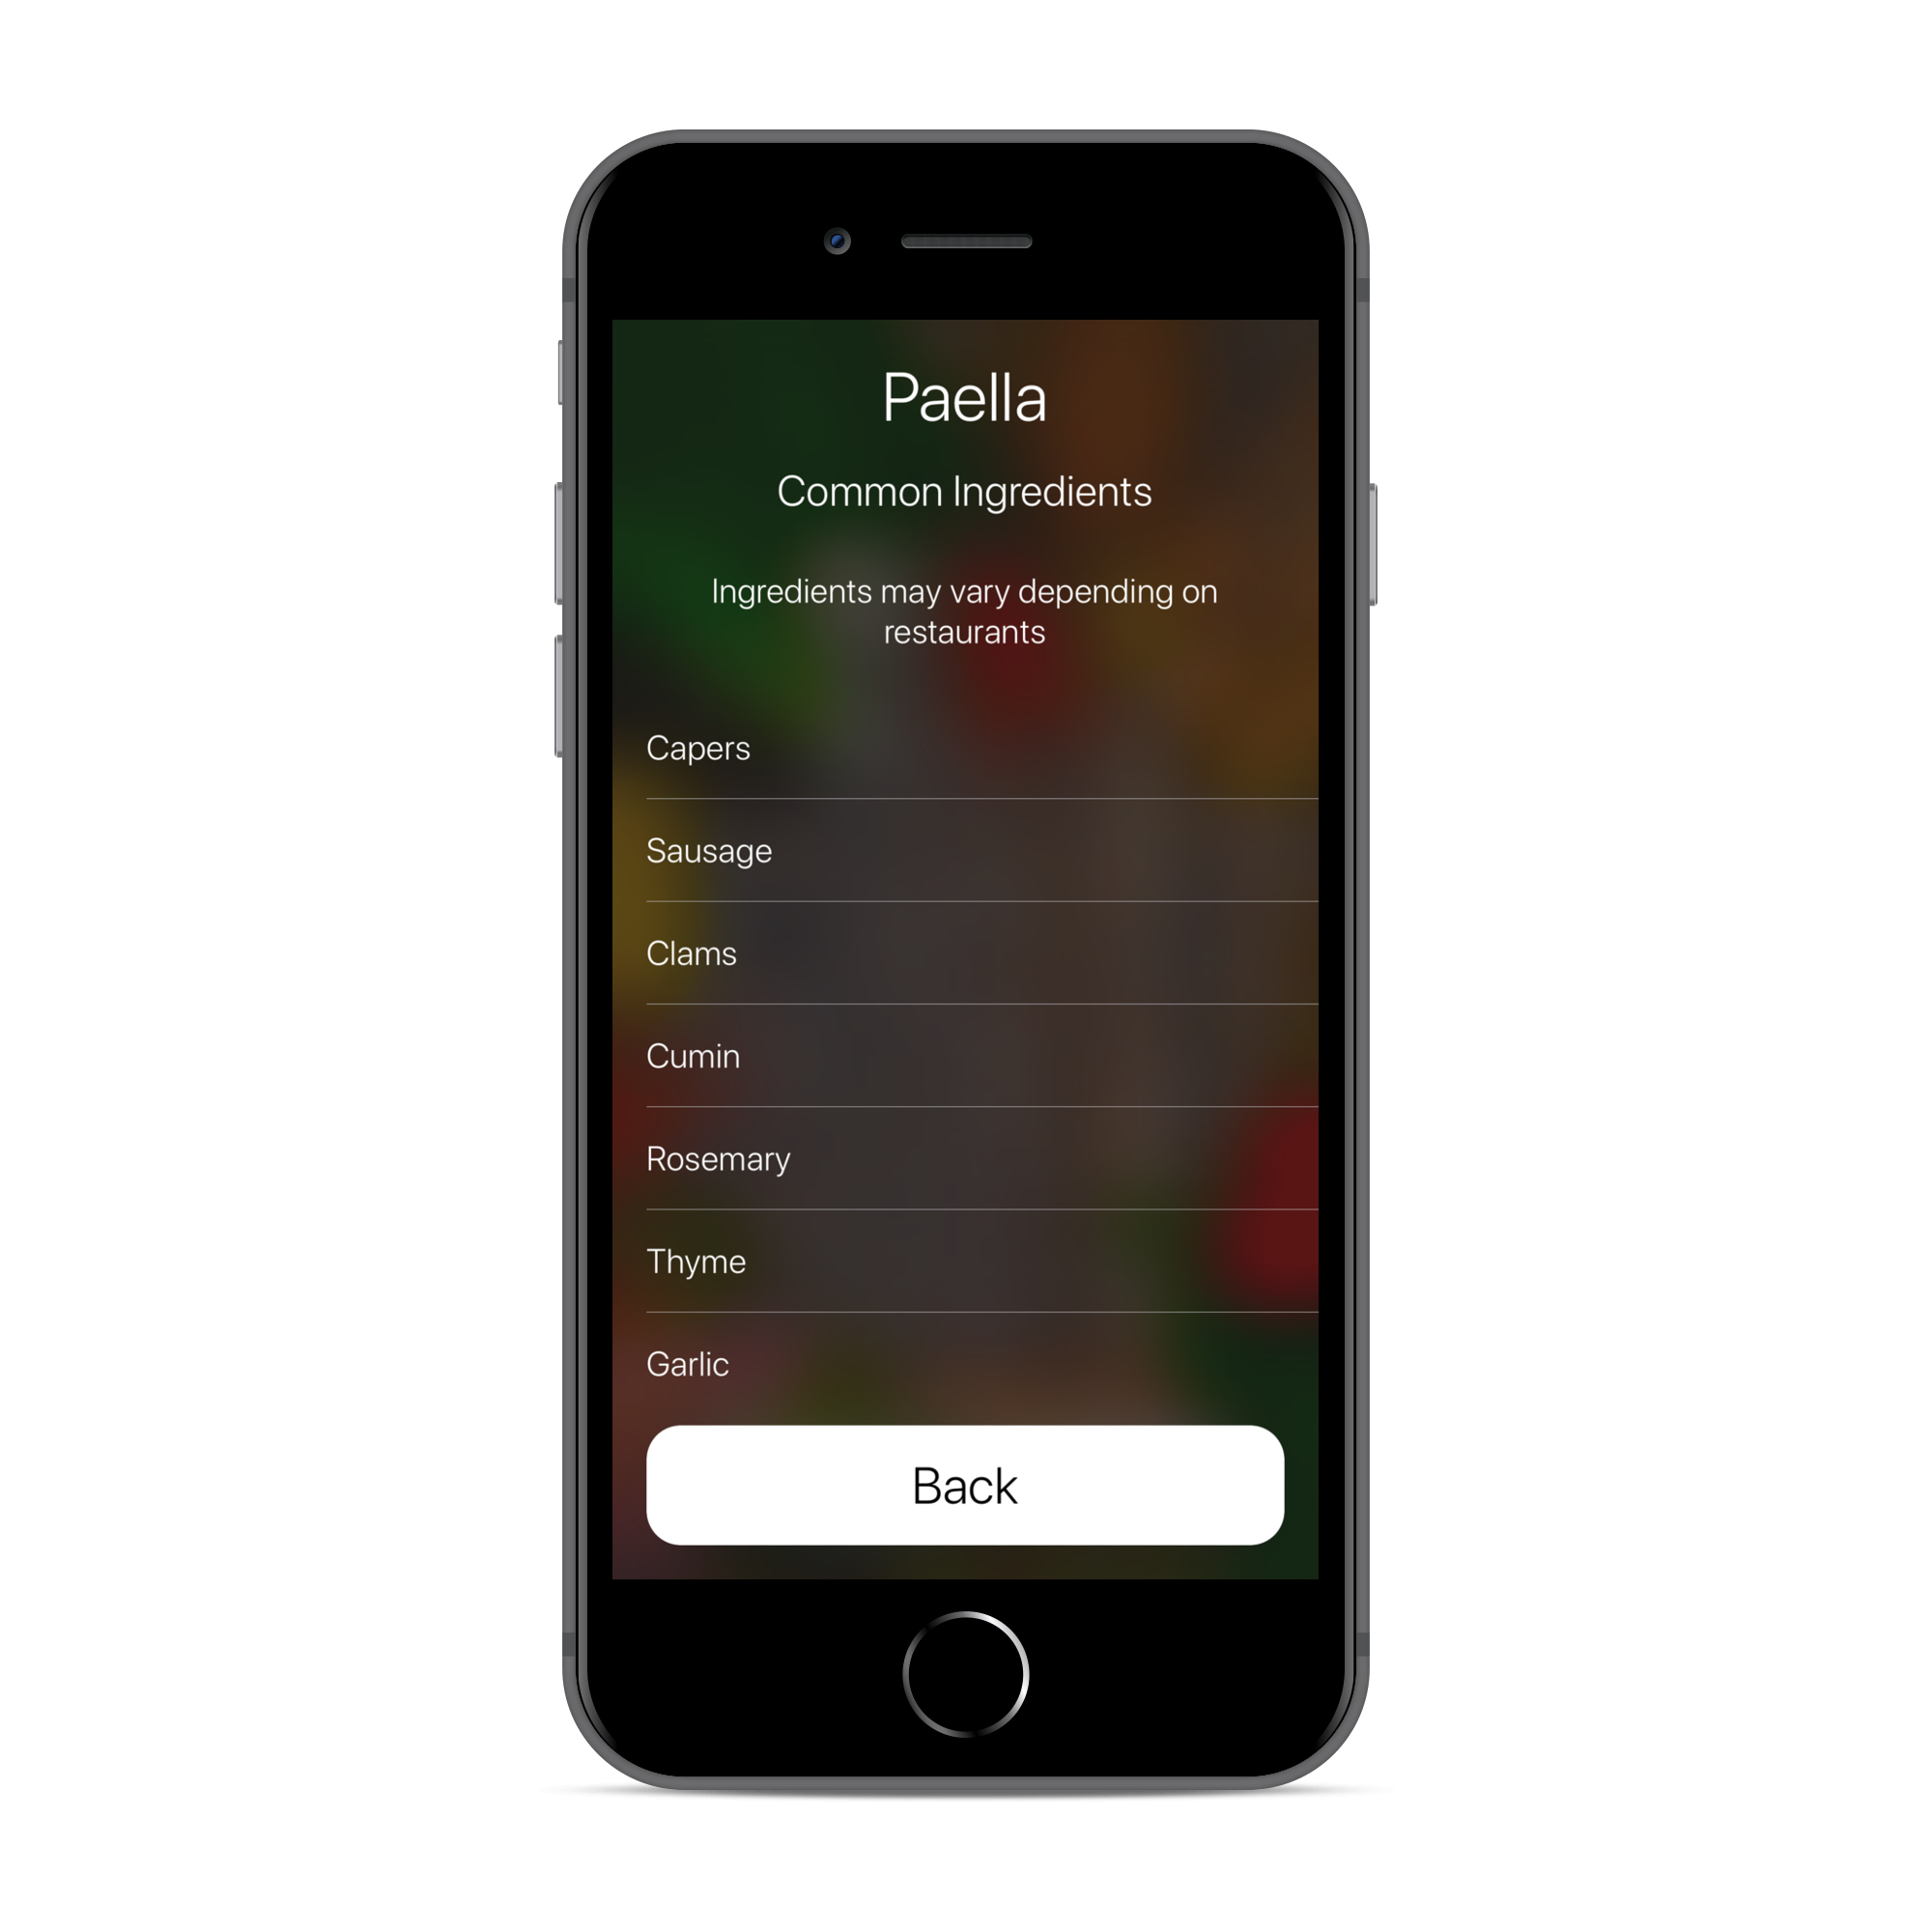 Paella
Common Ingredients
Ingredients may vary depending on
restaurants
Capers
Sausage
Clams
Cumin
Rosemary
Thyme
Garlic
Back